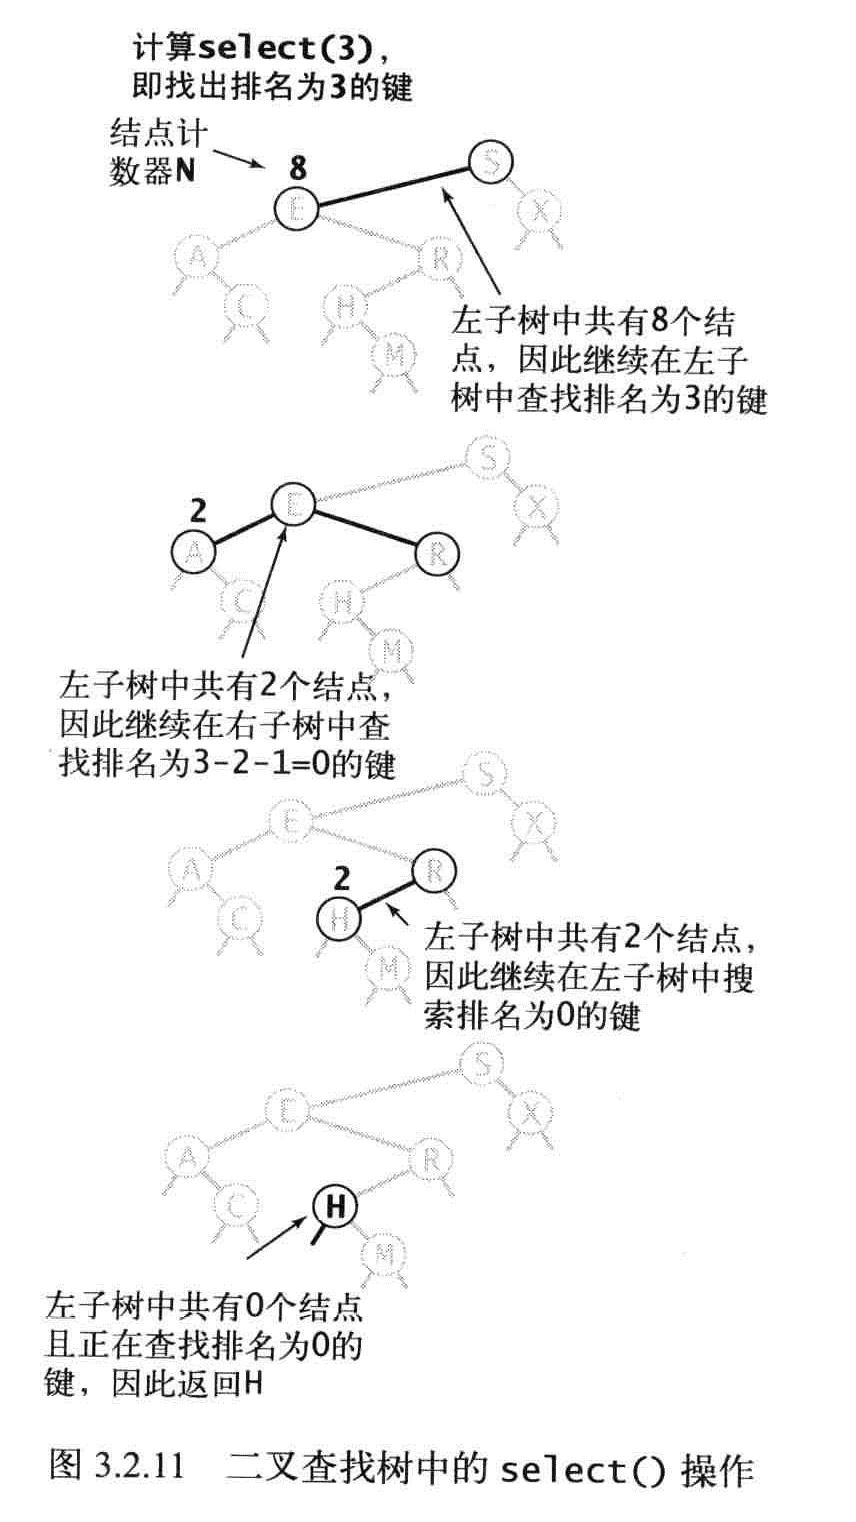 计算select(3),
即找出排名为3的键
结点计
数器N
8
S
E
X
A
R
C
H
M
左子树中共有8个结
点，因此继续在左子
树中查找排名为3的键
S
2
E
X
A
R
C
H
M
左子树中共有2个结点,
因此继续在右子树中查
找排名为3-2-1=0的键
S
E
X
A
2
R
C
H
M
左子树中共有2个结点,
因此继续在左子树中搜
索排名为0的键
S
E
X
A
R
C
H
M
左子树中共有0个结点
且正在查找排名为0的
键，因此返回H
图 3.2.11 二叉查找树中的 select() 操作